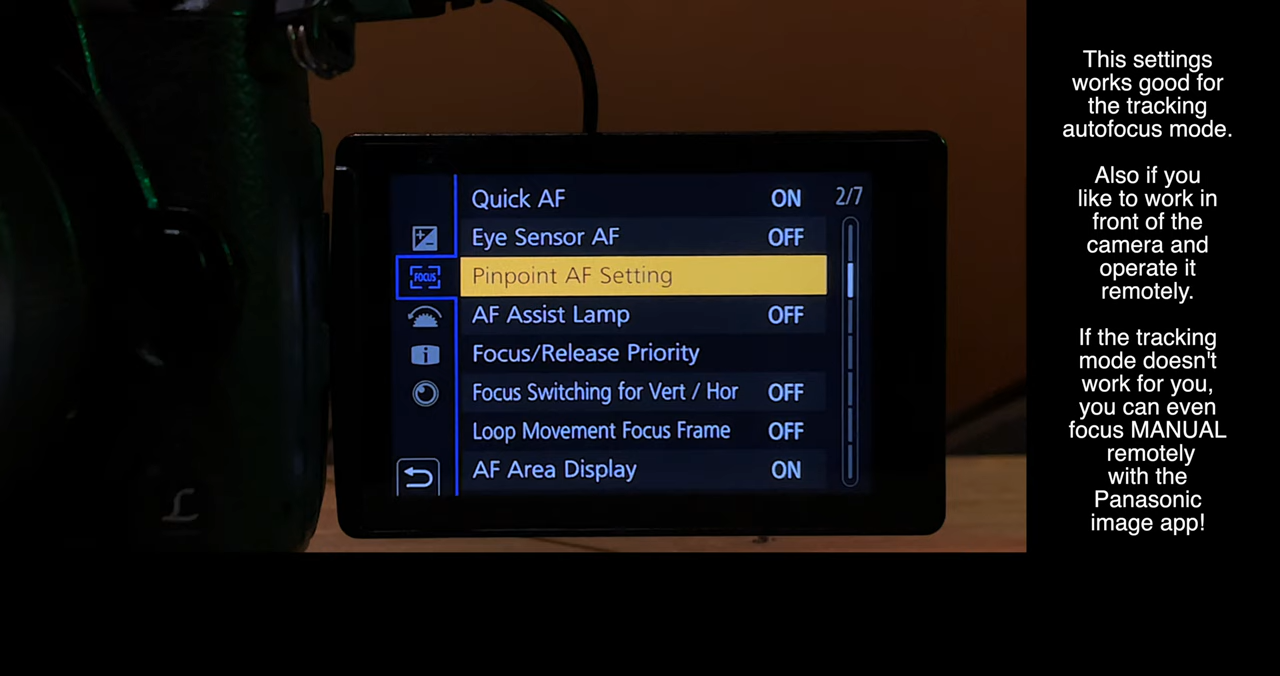 Quick AF ON 2/7
Eye Sensor AF OFF
FOCUS
Pinpoint AF Setting
AF Assist Lamp OFF
Focus/Release Priority
Focus Switching for Vert / Hor OFF
Loop Movement Focus Frame OFF
AF Area Display ON
L
This settings
works good for
the tracking
autofocus mode.
Also if you
like to work in
front of the
camera and
operate it
remotely.
If the tracking
mode doesn't
work for you,
you can even
focus MANUAL
remotely
with the
Panasonic
image app!